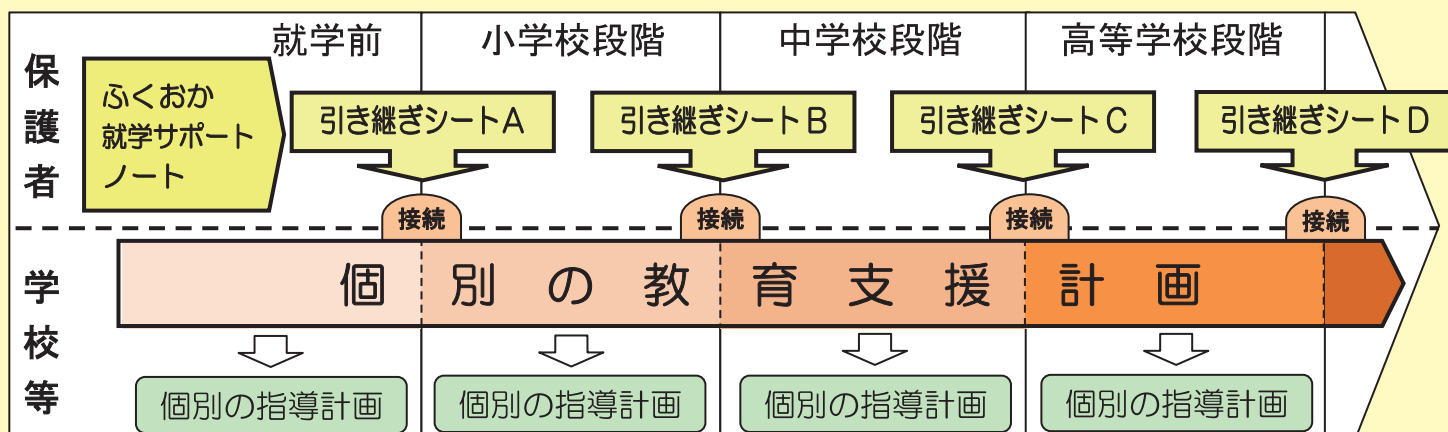 就学前
小学校段階
中学校段階
高等学校段階
保護者
ふくおか
就学サポート
ノート
引き継ぎシートA
引き継ぎシートB
引き継ぎシートC
引き継ぎシートD
接続
接続
接続
接続
学校等
個別の教育支援計画
個別の指導計画
個別の指導計画
個別の指導計画
個別の指導計画